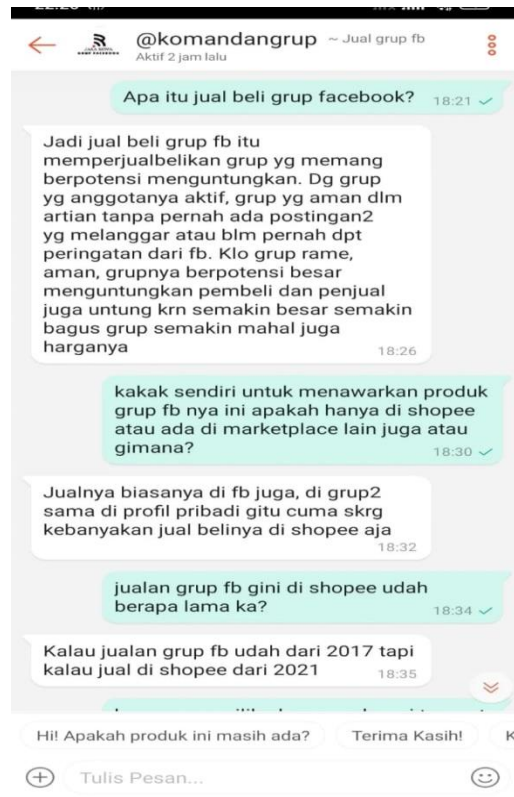 @komandangrup ~ Jual grup fb
Aktif 2 jam lalu
Apa itu jual beli grup facebook? 18:21
Jadi jual beli grup fb itu
memperjualbelikan grup yg memang
berpotensi menguntungkan. Dg grup
yg anggotanya aktif, grup yg aman dlm
artian tanpa pernah ada postingan2
yg melanggar atau blm pernah dpt
peringatan dari fb. Klo grup rame,
aman, grupnya berpotensi besar
menguntungkan pembeli dan penjual
juga untung krn semakin besar semakin
bagus grup semakin mahal juga
harganya 18:26
kakak sendiri untuk menawarkan produk
grup fb nya ini apakah hanya di shopee
atau ada di marketplace lain juga atau
gimana? 18:30
Jualnya biasanya di fb juga, di grup2
sama di profil pribadi gitu cuma skrg
kebanyakan jual belinya di shopee aja
18:32
jualan grup fb gini di shopee udah
berapa lama ka? 18:34
Kalau jualan grup fb udah dari 2017 tapi
kalau jual di shopee dari 2021 18:35
Hi! Apakah produk ini masih ada? Terima Kasih! K
Tulis Pesan...